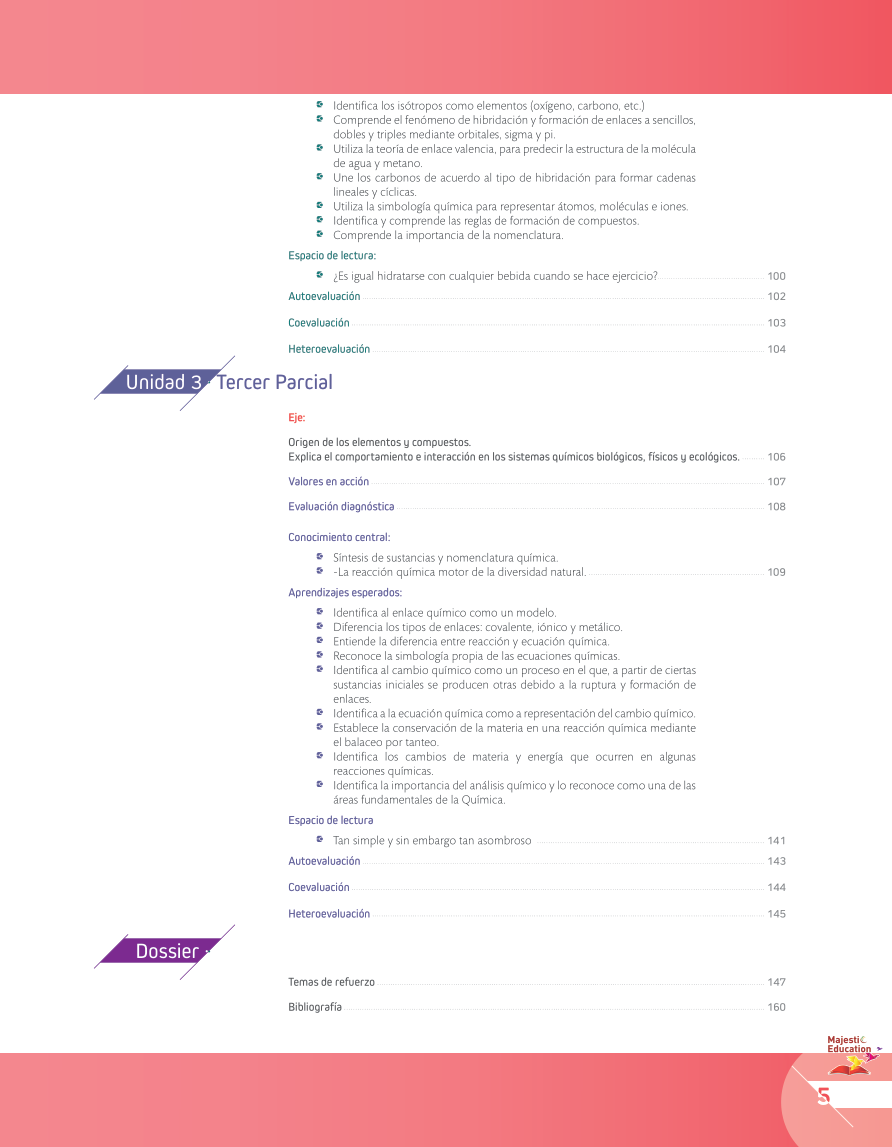 Identifica los isótropos como elementos (oxígeno, carbono, etc.)
Comprende el fenómeno de hibridación y formación de enlaces a sencillos,
dobles y triples mediante orbitales, sigma y pi.
Utiliza la teoría de enlace valencia, para predecir la estructura de la molécula
de agua y metano.
Une los carbonos de acuerdo al tipo de hibridación para formar cadenas
lineales y cíclicas.
Utiliza la simbología química para representar átomos, moléculas e iones.
Identifica y comprende las reglas de formación de compuestos.
Comprende la importancia de la nomenclatura.
Espacio de lectura:
¿Es igual hidratarse con cualquier bebida cuando se hace ejercicio? 100
Autoevaluación 102
Coevaluación 103
Heteroevaluación 104
Unidad 3 · Tercer Parcial
Eje:
Origen de los elementos y compuestos.
Explica el comportamiento e interacción en los sistemas químicos biológicos, físicos y ecológicos. 106
Valores en acción 107
Evaluación diagnóstica 108
Conocimiento central:
Síntesis de sustancias y nomenclatura química.
-La reacción química motor de la diversidad natural. 109
Aprendizajes esperados:
Identifica al enlace químico como un modelo.
Diferencia los tipos de enlaces: covalente, iónico y metálico.
Entiende la diferencia entre reacción y ecuación química.
Reconoce la simbología propia de las ecuaciones químicas.
Identifica al cambio químico como un proceso en el que, a partir de ciertas
sustancias iniciales se producen otras debido a la ruptura y formación de
enlaces.
Identifica a la ecuación química como a representación del cambio químico.
Establece la conservación de la materia en una reacción química mediante
el balaceo por tanteo.
Identifica los cambios de materia y energía que ocurren en algunas
reacciones químicas.
Identifica la importancia del análisis químico y lo reconoce como una de las
áreas fundamentales de la Química.
Espacio de lectura
Tan simple y sin embargo tan asombroso 141
Autoevaluación 143
Coevaluación 144
Heteroevaluación 145
Dossier ·
Temas de refuerzo 147
Bibliografía 160
Majestic
Education
5